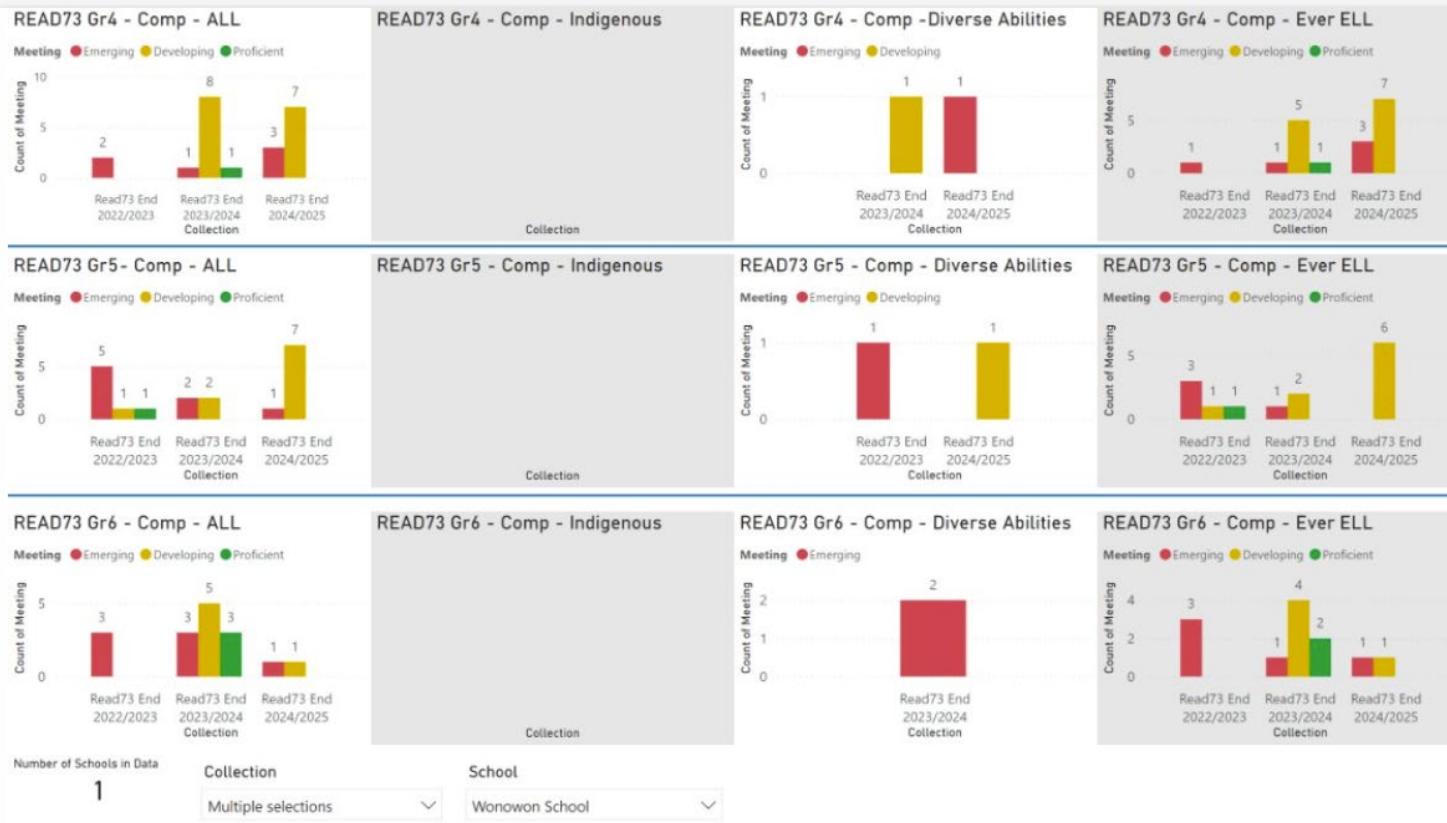 READ73 Gr4 - Comp - ALL
Meeting Emerging Developing Proficient
Count of Meeting
10
5
0
2
1
8
1
3
7
Read73 End 2022/2023
Read73 End 2023/2024
Read73 End 2024/2025
Collection
READ73 Gr4 - Comp - Indigenous
Collection
READ73 Gr4 - Comp -Diverse Abilities
Meeting Emerging Developing
Count of Meeting
1
0
1
1
Read73 End 2023/2024
Read73 End 2024/2025
Collection
READ73 Gr4 - Comp - Ever ELL
Meeting Emerging Developing Proficient
Count of Meeting
5
0
1
1
5
1
3
7
Read73 End 2022/2023
Read73 End 2023/2024
Read73 End 2024/2025
Collection
READ73 Gr5- Comp - ALL
Meeting Emerging Developing Proficient
Count of Meeting
5
0
5
1
1
2
2
1
7
Read73 End 2022/2023
Read73 End 2023/2024
Read73 End 2024/2025
Collection
READ73 Gr5 - Comp - Indigenous
Collection
READ73 Gr5 - Comp - Diverse Abilities
Meeting Emerging Developing
Count of Meeting
1
0
1
1
Read73 End 2022/2023
Read73 End 2024/2025
Collection
READ73 Gr5 - Comp - Ever ELL
Meeting Emerging Developing Proficient
Count of Meeting
5
0
3
1
1
1
2
6
Read73 End 2022/2023
Read73 End 2023/2024
Read73 End 2024/2025
Collection
READ73 Gr6 - Comp - ALL
Meeting Emerging Developing Proficient
Count of Meeting
5
0
3
3
5
3
1
1
Read73 End 2022/2023
Read73 End 2023/2024
Read73 End 2024/2025
Collection
READ73 Gr6 - Comp - Indigenous
Collection
READ73 Gr6 - Comp - Diverse Abilities
Meeting Emerging
Count of Meeting
2
1
0
2
Read73 End 2023/2024
Collection
READ73 Gr6 - Comp - Ever ELL
Meeting Emerging Developing Proficient
Count of Meeting
4
2
0
3
1
4
2
1
1
Read73 End 2022/2023
Read73 End 2023/2024
Read73 End 2024/2025
Collection
Number of Schools in Data
1
Collection
Multiple selections
School
Wonowon School